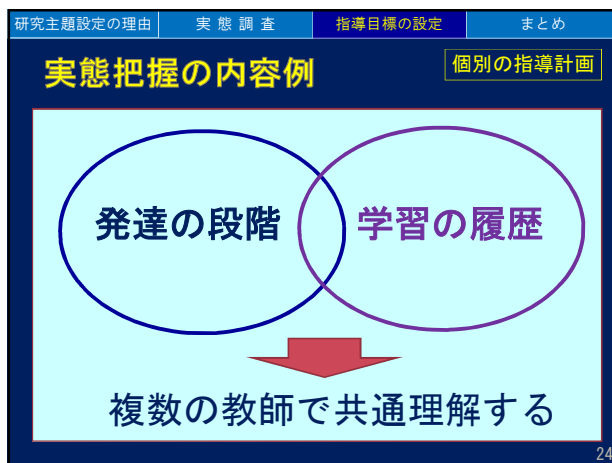 研究主題設定の理由
実態調査
指導目標の設定
まとめ
実態把握の内容例
個別の指導計画
発達の段階
学習の履歴
複数の教師で共通理解する
24